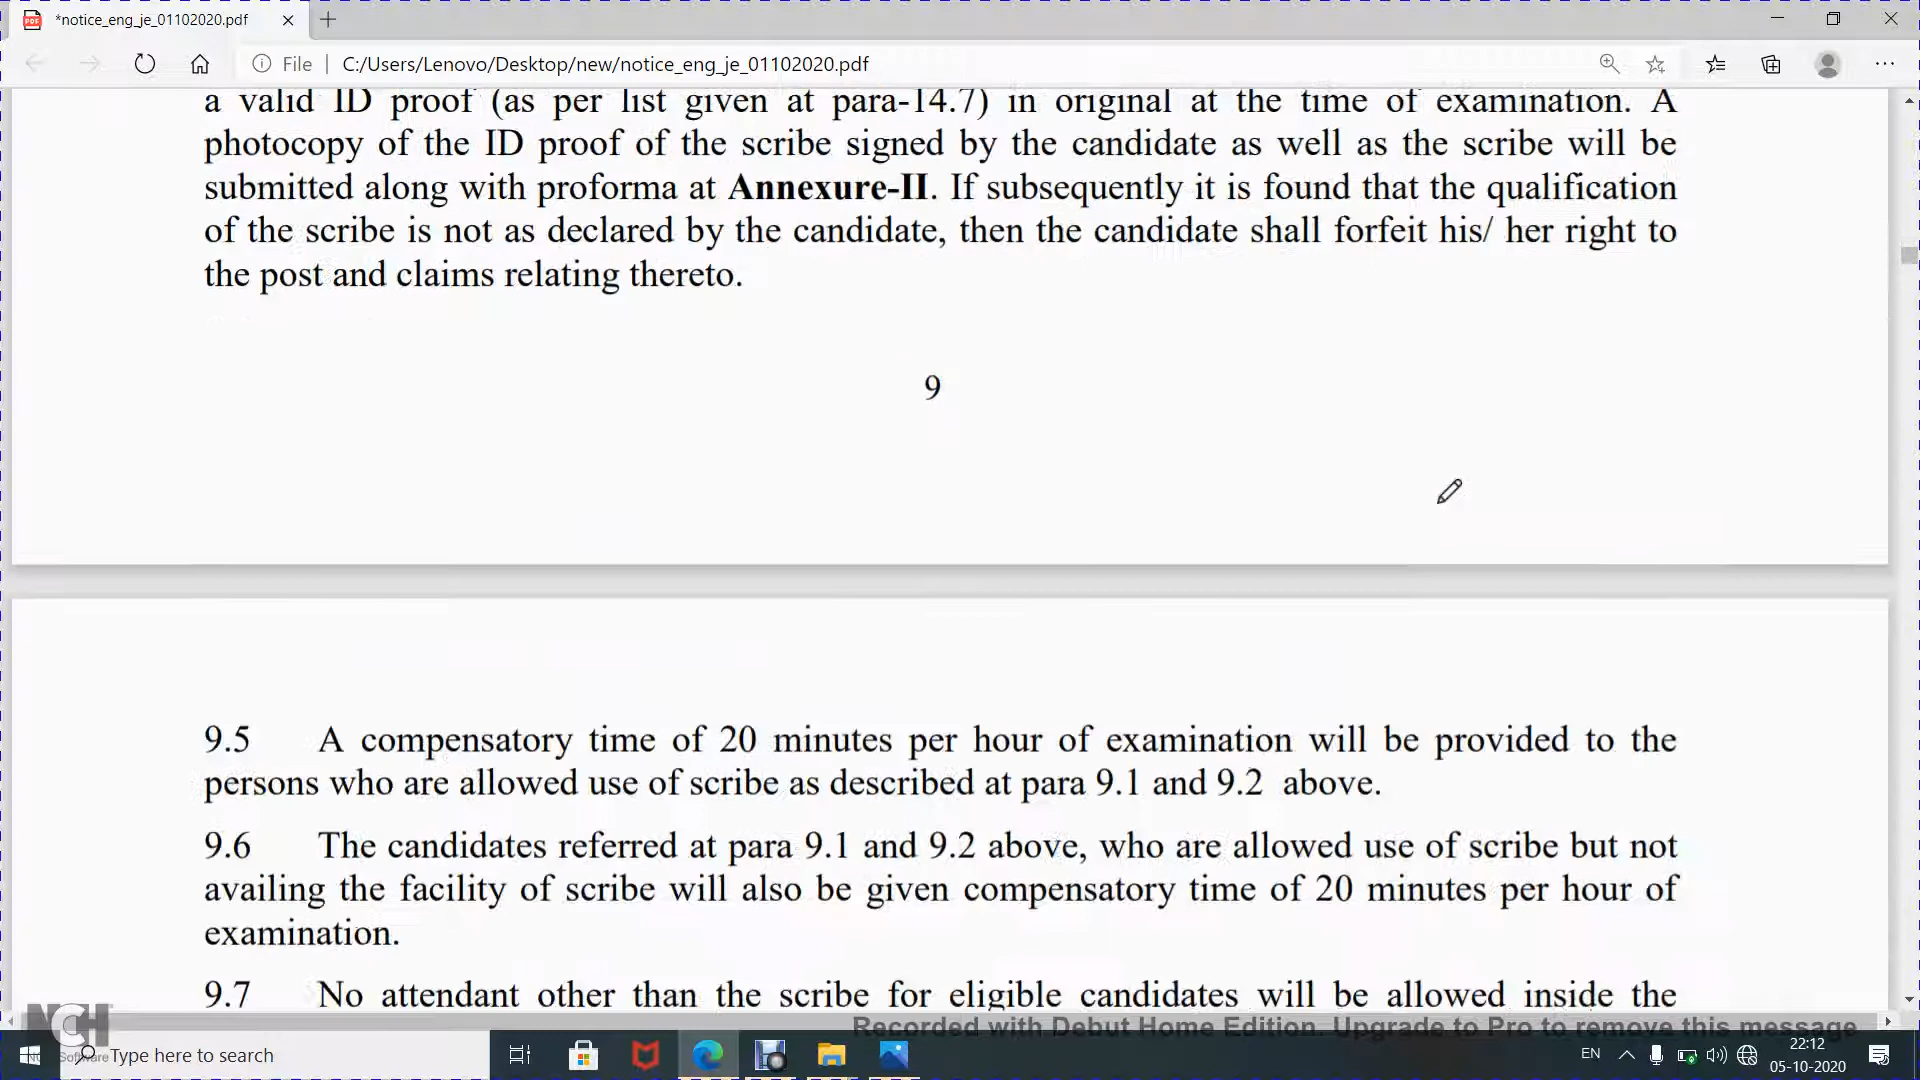 *notice_eng_je_01102020.pdf
File | C:/Users/Lenovo/Desktop/new/notice_eng_je_01102020.pdf
a valid ID proof (as per list given at para-14.7) in original at the time of examination. A
photocopy of the ID proof of the scribe signed by the candidate as well as the scribe will be
submitted along with proforma at Annexure-II. If subsequently it is found that the qualification
of the scribe is not as declared by the candidate, then the candidate shall forfeit his/ her right to
the post and claims relating thereto.
9
9.5 A compensatory time of 20 minutes per hour of examination will be provided to the
persons who are allowed use of scribe as described at para 9.1 and 9.2 above.
9.6 The candidates referred at para 9.1 and 9.2 above, who are allowed use of scribe but not
availing the facility of scribe will also be given compensatory time of 20 minutes per hour of
examination.
9.7 No attendant other than the scribe for eligible candidates will be allowed inside the
NCH
Recorded with Debut Home Edition. Upgrade to Pro to remove this message
Software
Type here to search
EN
22:12
05-10-2020